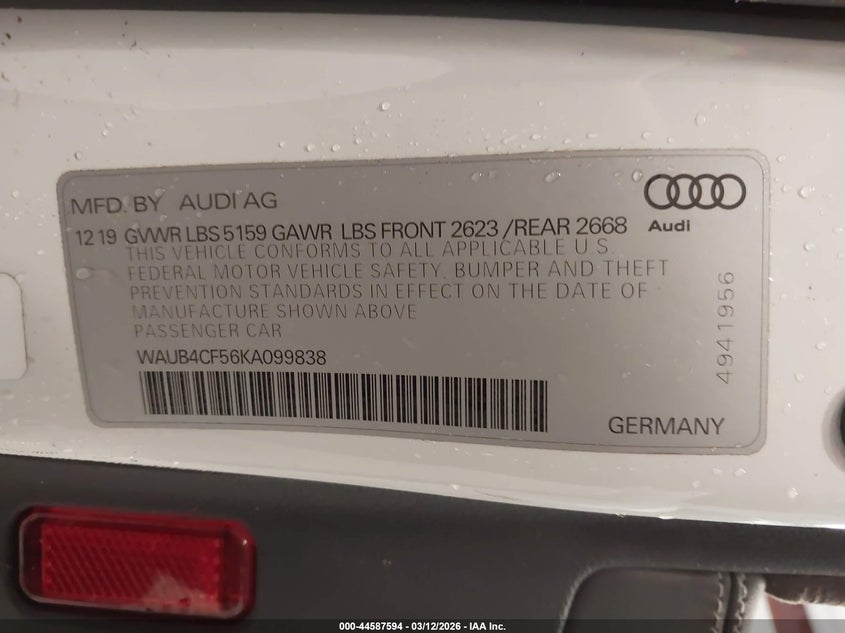 MFD. BY AUDI AG
Audi
12 19 GVWR LBS 5159 GAWR LBS FRONT 2623 /REAR 2668
THIS VEHICLE CONFORMS TO ALL APPLICABLE U.S.
FEDERAL MOTOR VEHICLE SAFETY, BUMPER AND THEFT
PREVENTION STANDARDS IN EFFECT ON THE DATE OF
MANUFACTURE SHOWN ABOVE
PASSENGER CAR
WAUB4CF56KA099838
4941956
GERMANY
000-44587594 - 03/12/2026 - IAA Inc.